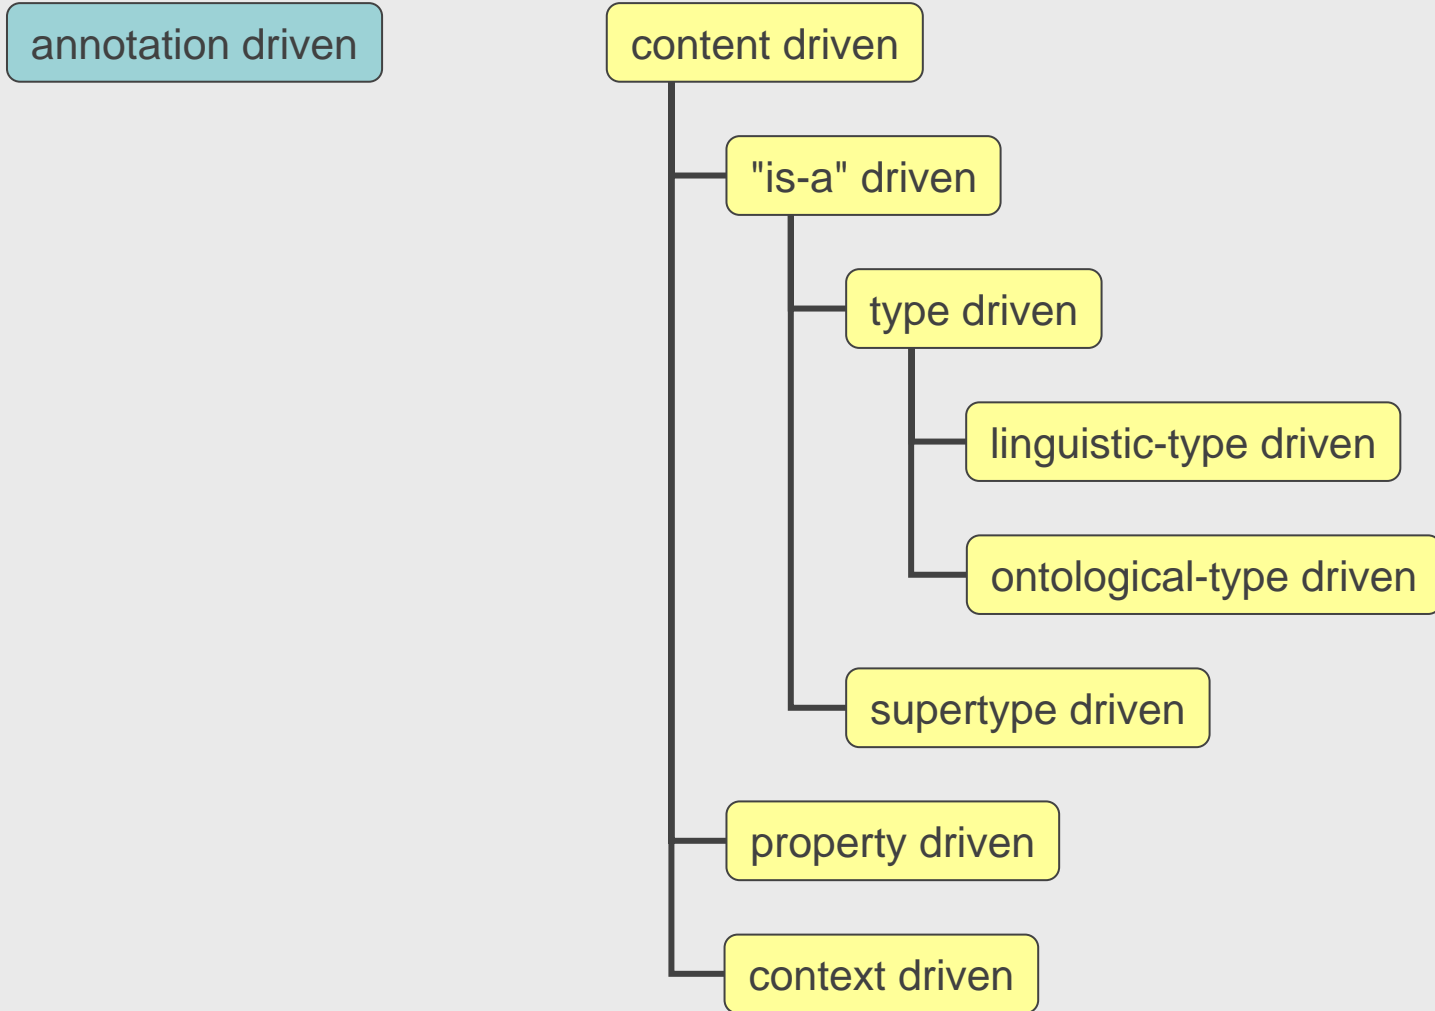 annotation driven
content driven
"is-a" driven
type driven
linguistic-type driven
ontological-type driven
supertype driven
property driven
context driven